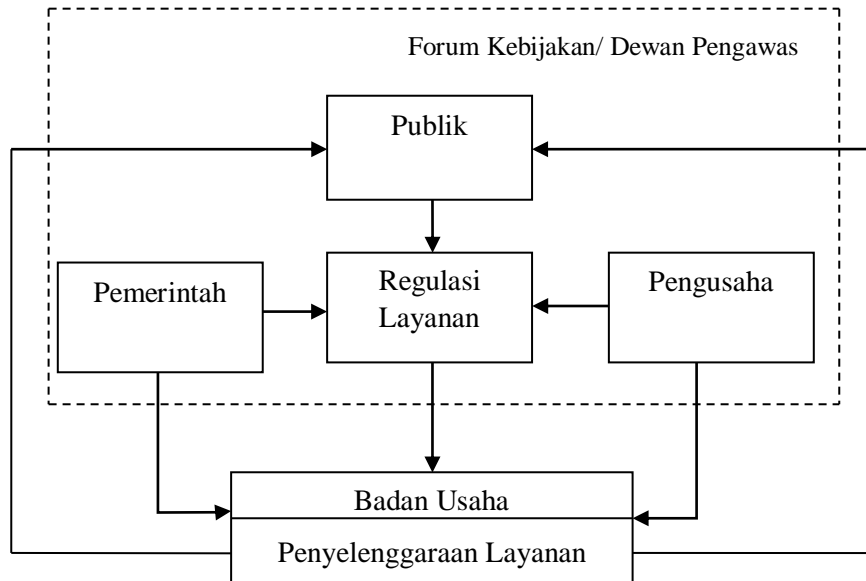 Forum Kebijakan/ Dewan Pengawas
Publik
Pemerintah
Regulasi
Layanan
Pengusaha
Badan Usaha
Penyelenggaraan Layanan